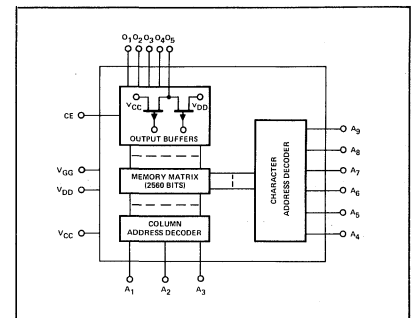 O1 O2 O3 O4 O5
VCC
VDD
CE
OUTPUT BUFFERS
A9
A8
VGG
MEMORY MATRIX
(2560 BITS)
CHARACTER
ADDRESS DECODER
A7
VDD
A6
A5
VCC
COLUMN
ADDRESS DECODER
A4
A1 A2 A3